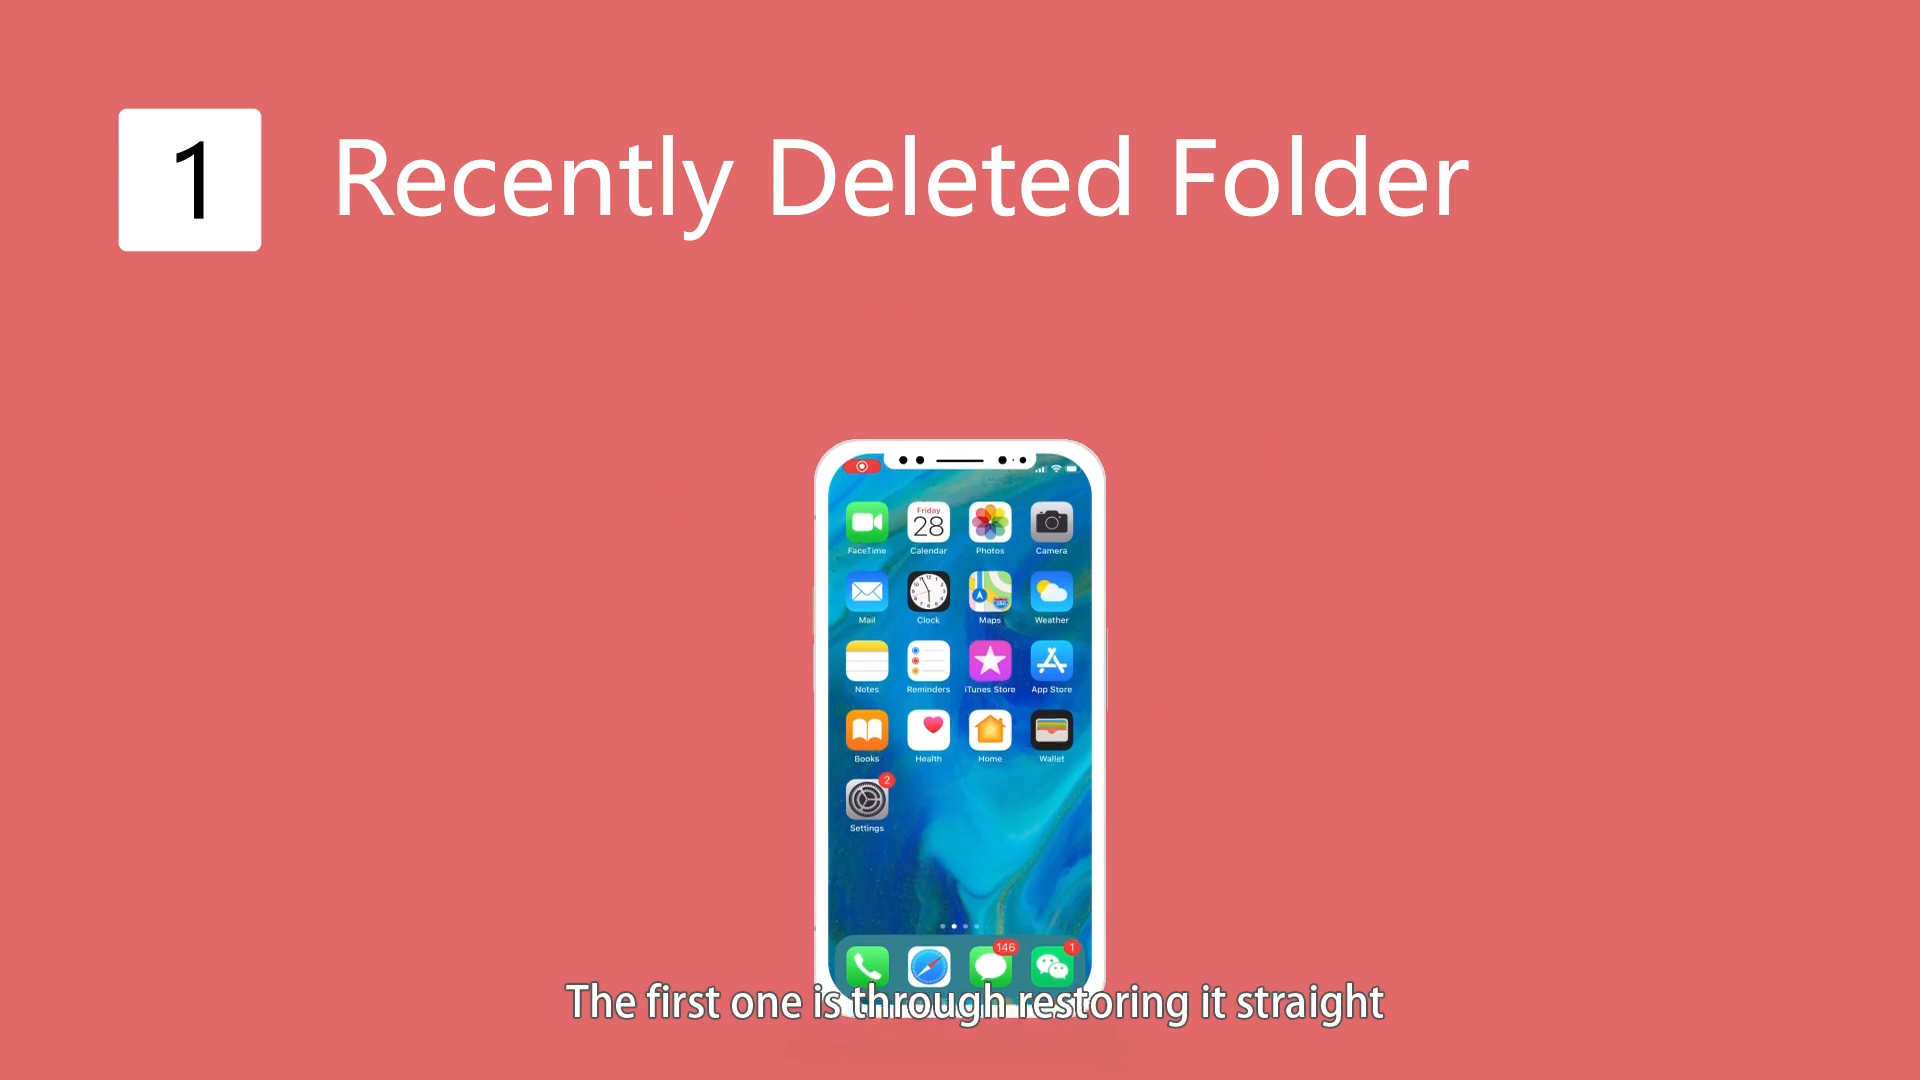 1 Recently Deleted Folder
Friday
28
FaceTime Calendar Photos Camera
Mail Clock Maps Weather
Notes Reminders iTunes Store App Store
Books Health Home Wallet
2
Settings
146 1
The first one is through restoring it straight